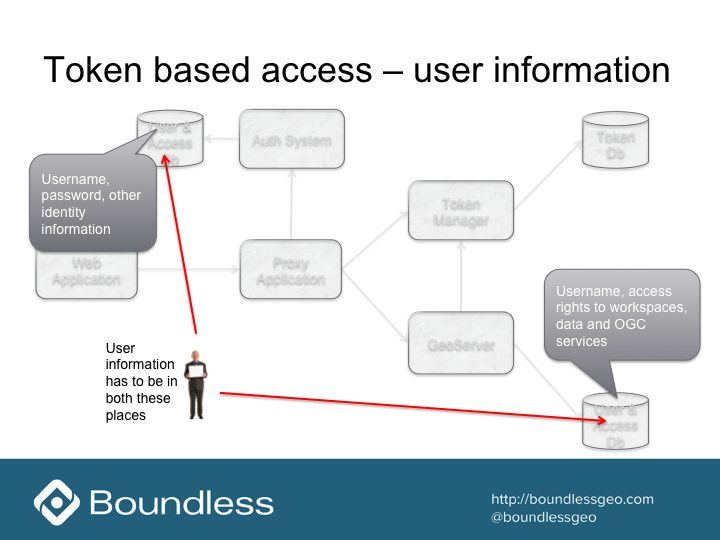 Token based access – user information
User &
Access
Db
Auth System
Token
Db
Username,
password, other
identity
information
Token
Manager
Web
Application
Proxy
Application
Username, access
rights to workspaces,
data and OGC
services
GeoServer
User
information
has to be in
both these
places
User &
Access
Db
Boundless
http://boundlessgeo.com
@boundlessgeo